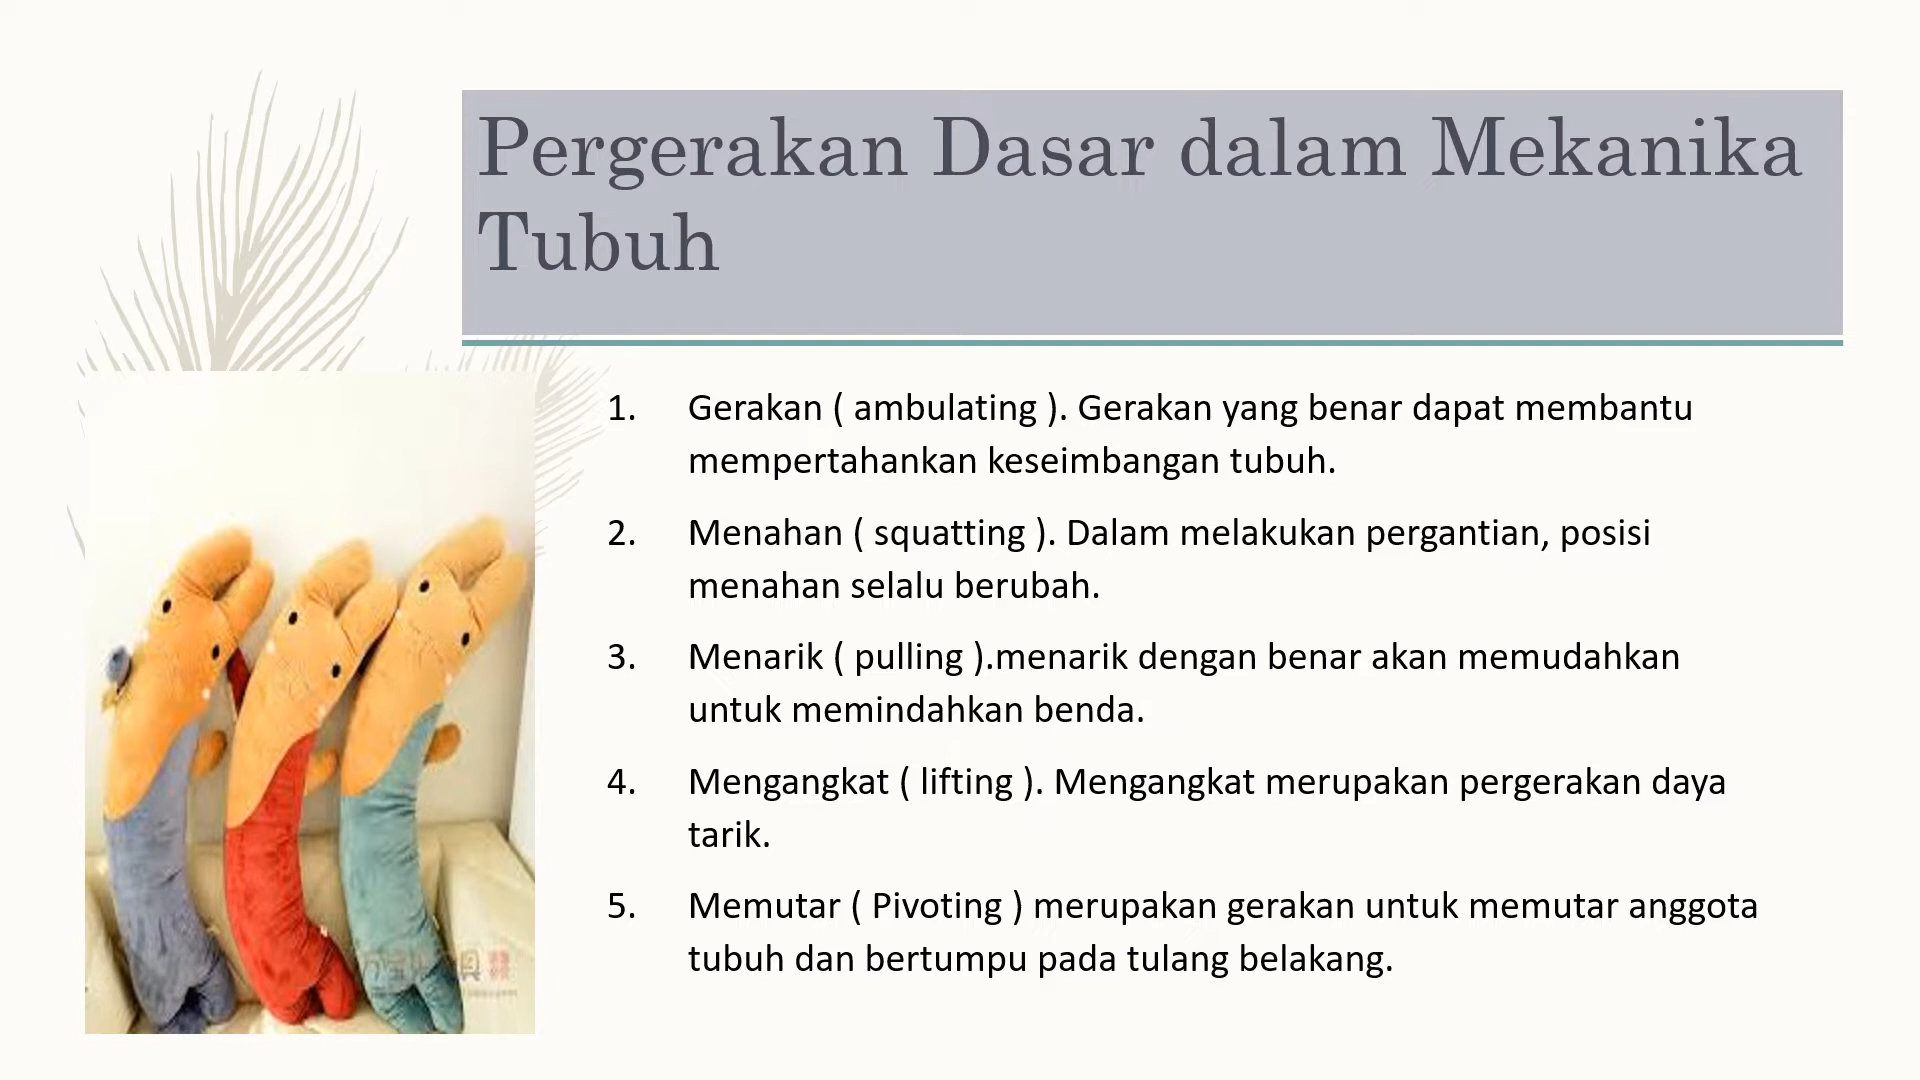 Pergerakan Dasar dalam Mekanika
Tubuh
1. Gerakan ( ambulating ). Gerakan yang benar dapat membantu
mempertahankan keseimbangan tubuh.
2. Menahan ( squatting ). Dalam melakukan pergantian, posisi
menahan selalu berubah.
3. Menarik ( pulling ).menarik dengan benar akan memudahkan
untuk memindahkan benda.
4. Mengangkat ( lifting ). Mengangkat merupakan pergerakan daya
tarik.
5. Memutar ( Pivoting ) merupakan gerakan untuk memutar anggota
tubuh dan bertumpu pada tulang belakang.